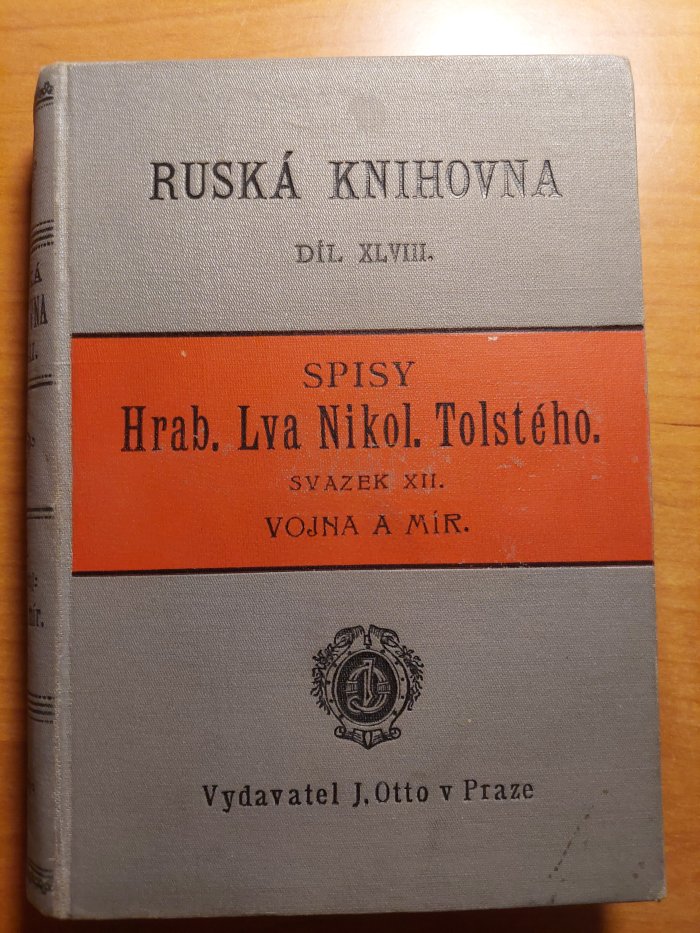 RUSKÁ KNIHOVNA
DÍL XLVIII.
SPISY
Hrab. Lva Nikol. Tolstého.
SVAZEK XII.
VOJNA A MÍR.
Vydavatel J. Otto v Praze